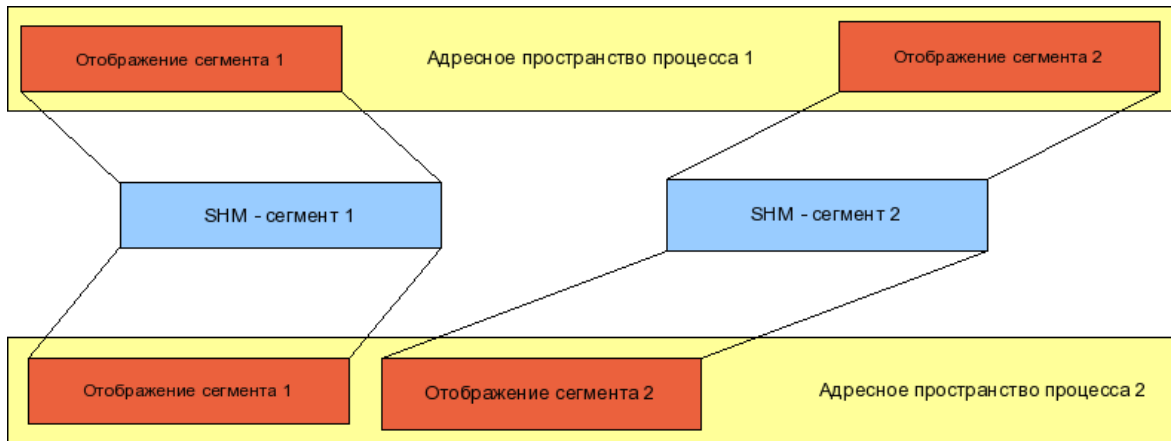 Отображение сегмента 1
Адресное пространство процесса 1
Отображение сегмента 2
SHM - сегмент 1
SHM - сегмент 2
Отображение сегмента 1
Отображение сегмента 2
Адресное пространство процесса 2